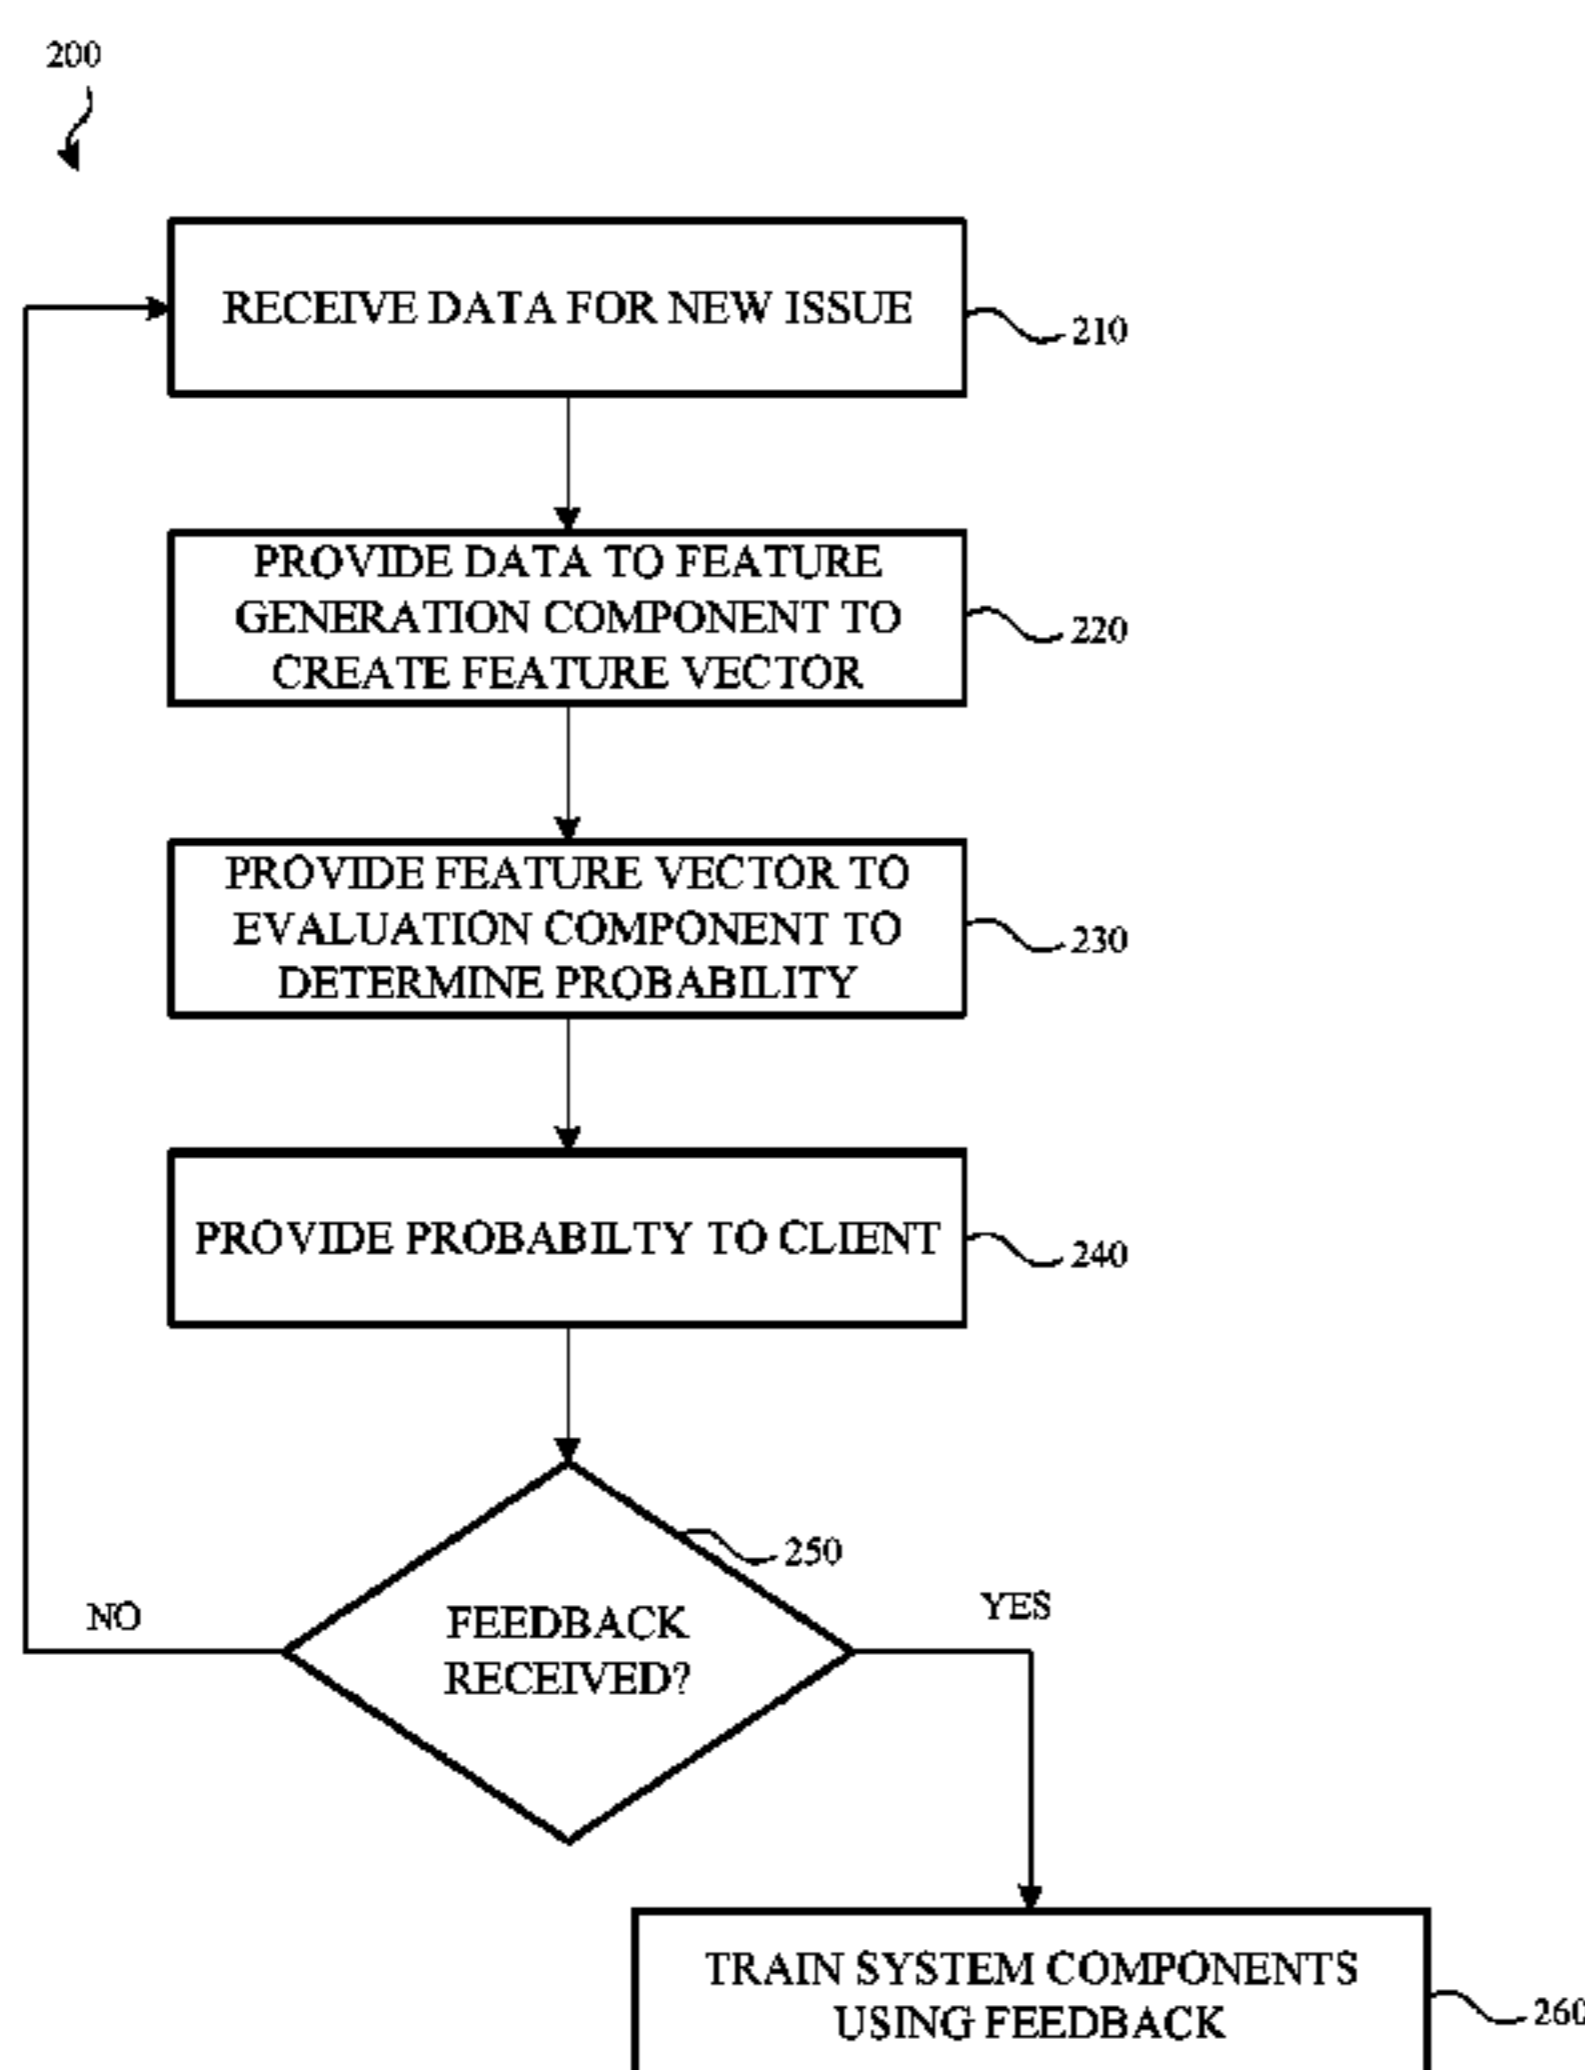 200
RECEIVE DATA FOR NEW ISSUE
210
PROVIDE DATA TO FEATURE
GENERATION COMPONENT TO
CREATE FEATURE VECTOR
220
PROVIDE FEATURE VECTOR TO
EVALUATION COMPONENT TO
DETERMINE PROBABILITY
230
PROVIDE PROBABILTY TO CLIENT
240
250
FEEDBACK
RECEIVED?
NO
YES
TRAIN SYSTEM COMPONENTS
USING FEEDBACK
260